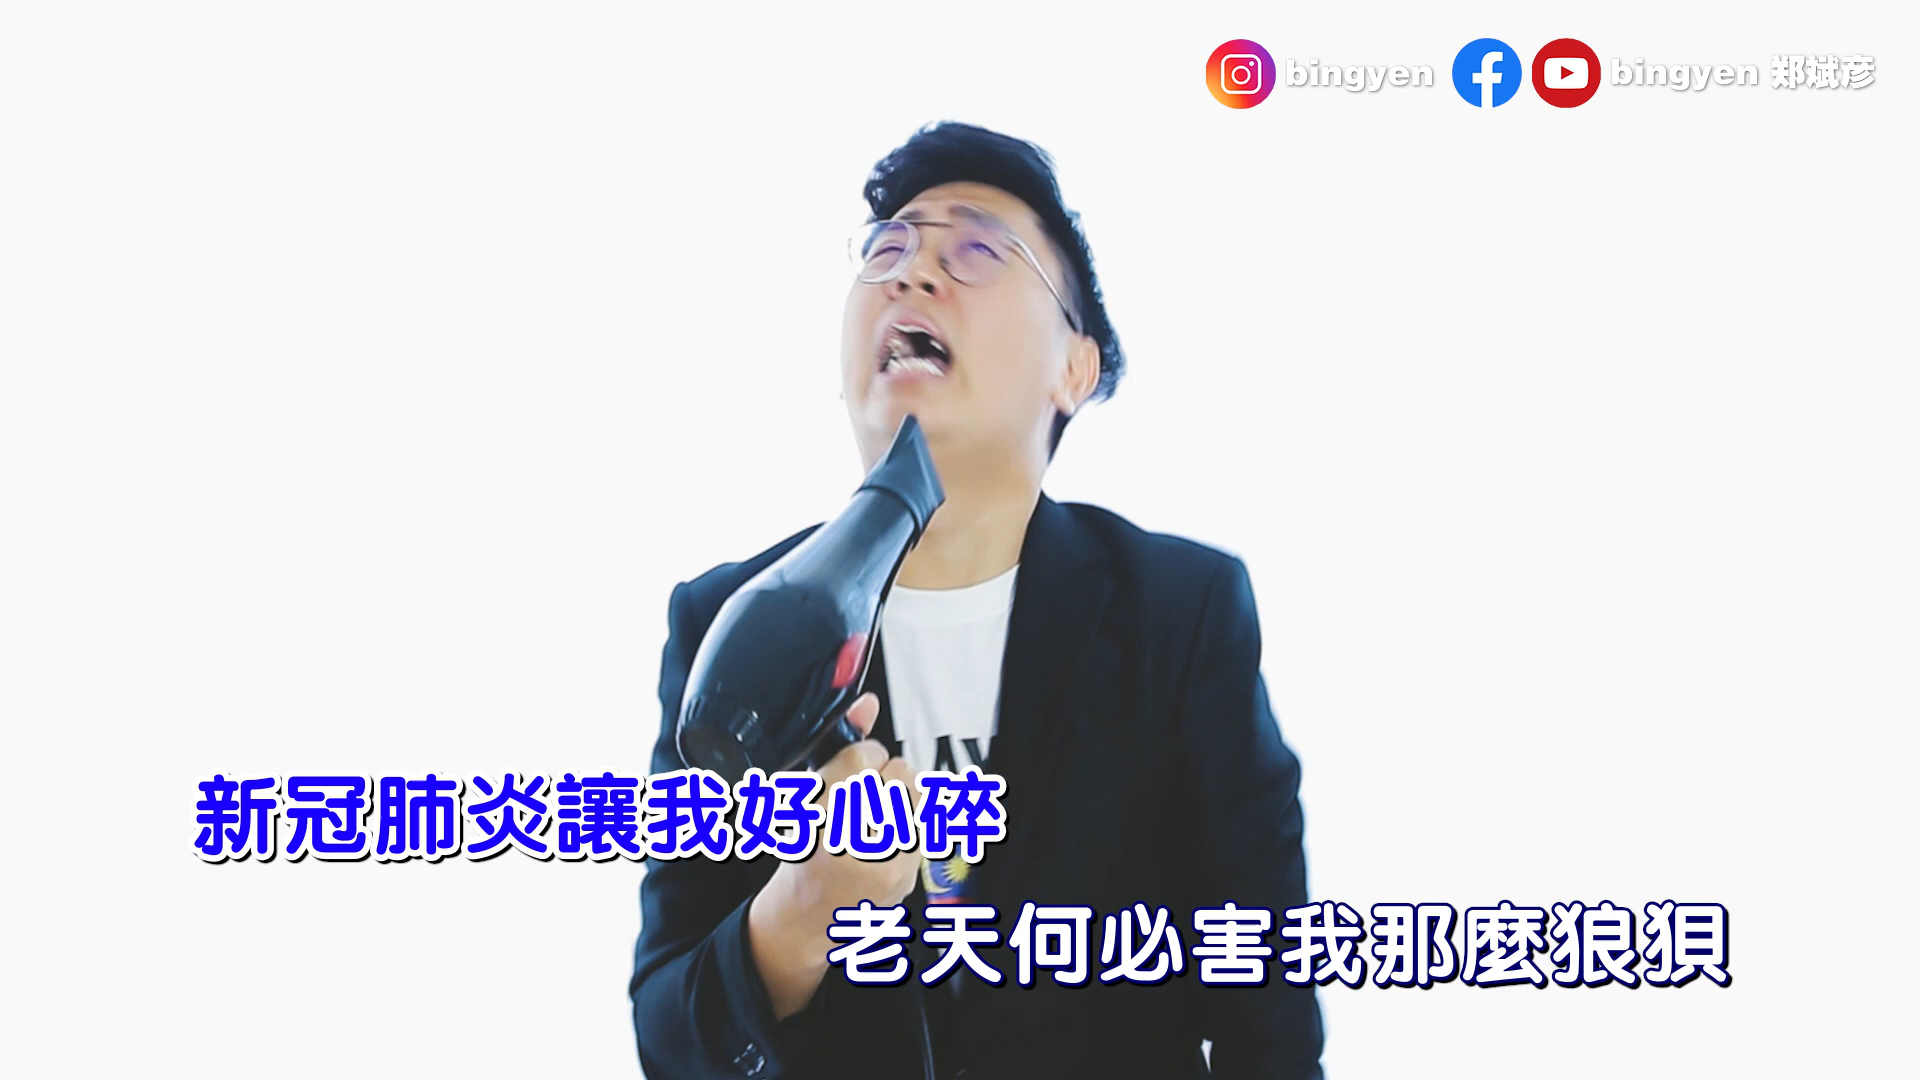 bingyen bingyen 郑斌彦
新冠肺炎讓我好心碎
老天何必害我那麼狼狽